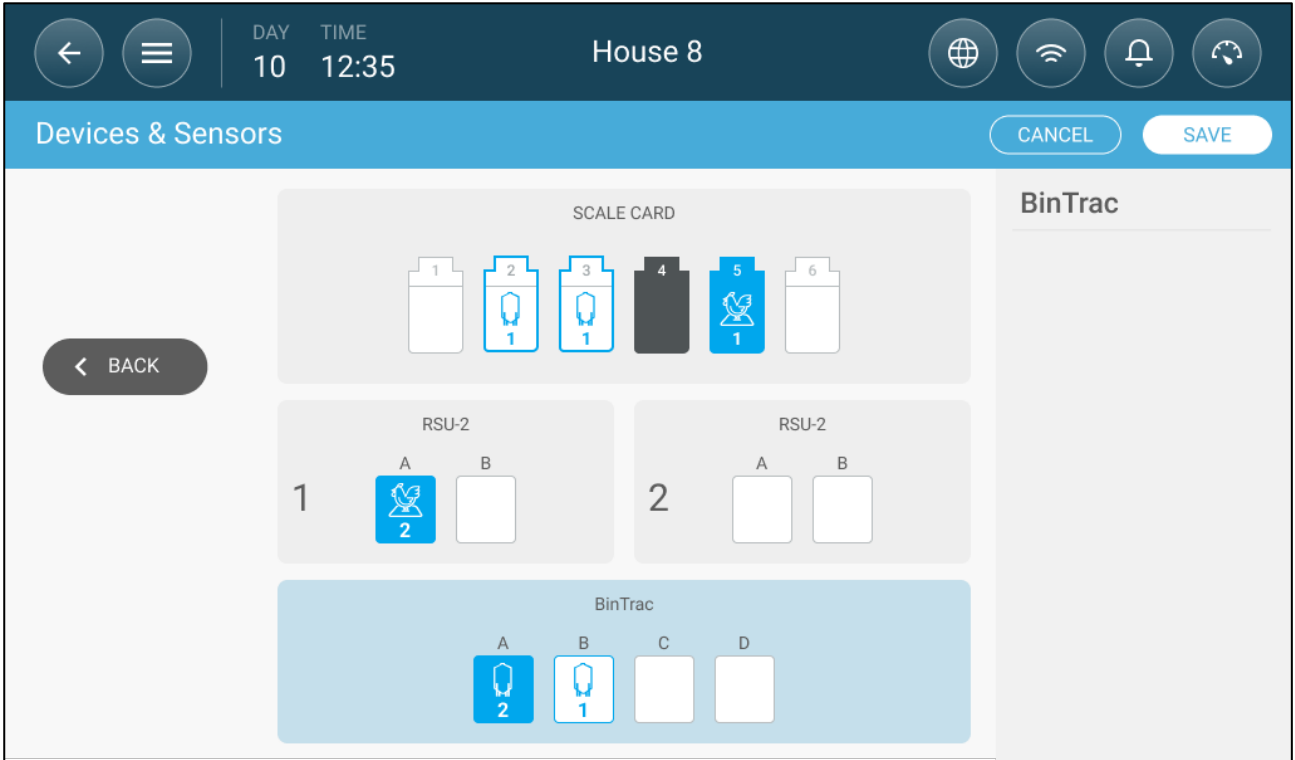 DAY TIME
10 12:35
House 8
Devices & Sensors
CANCEL
SAVE
BinTrac
BACK
SCALE CARD
1 2 3 4 5 6
1 1 1
RSU-2
A B
1
2
RSU-2
A B
2
BinTrac
A B C D
2 1